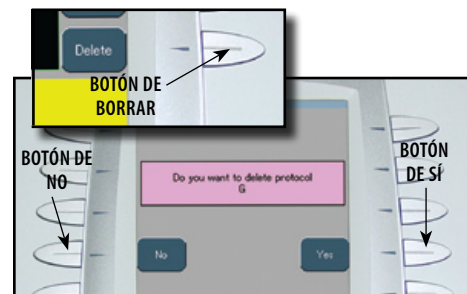 Delete
BOTÓN DE
BORRAR
BOTÓN DE
NO
BOTÓN
DE SÍ
Do you want to delete protocol
G
No
Yes